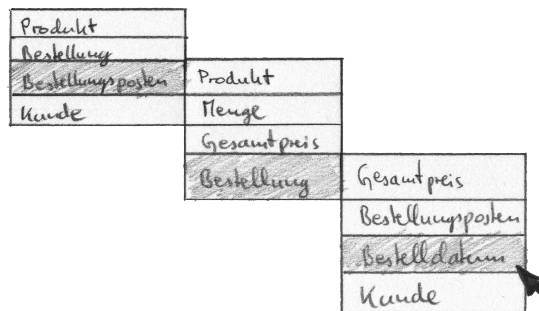 Produkt
Bestellung
Bestellungsposten
Kunde
Produkt
Menge
Gesamtpreis
Bestellung
Gesamtpreis
Bestellungsposten
Bestelldatum
Kunde